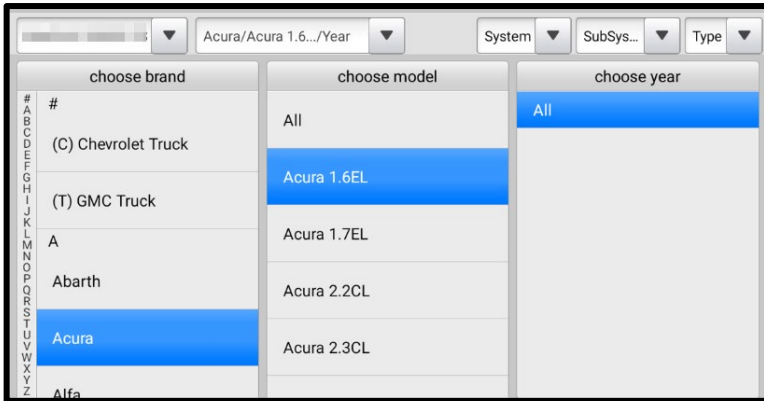 Acura/Acura 1.6.../Year
System
SubSys...
Type
choose brand
#
A
B
C
D
E
F
G
H
I
J
K
L
M
N
O
P
Q
R
S
T
U
V
W
X
Y
Z
#
(C) Chevrolet Truck
(T) GMC Truck
A
Abarth
Acura
Alfa
choose model
All
Acura 1.6EL
Acura 1.7EL
Acura 2.2CL
Acura 2.3CL
choose year
All